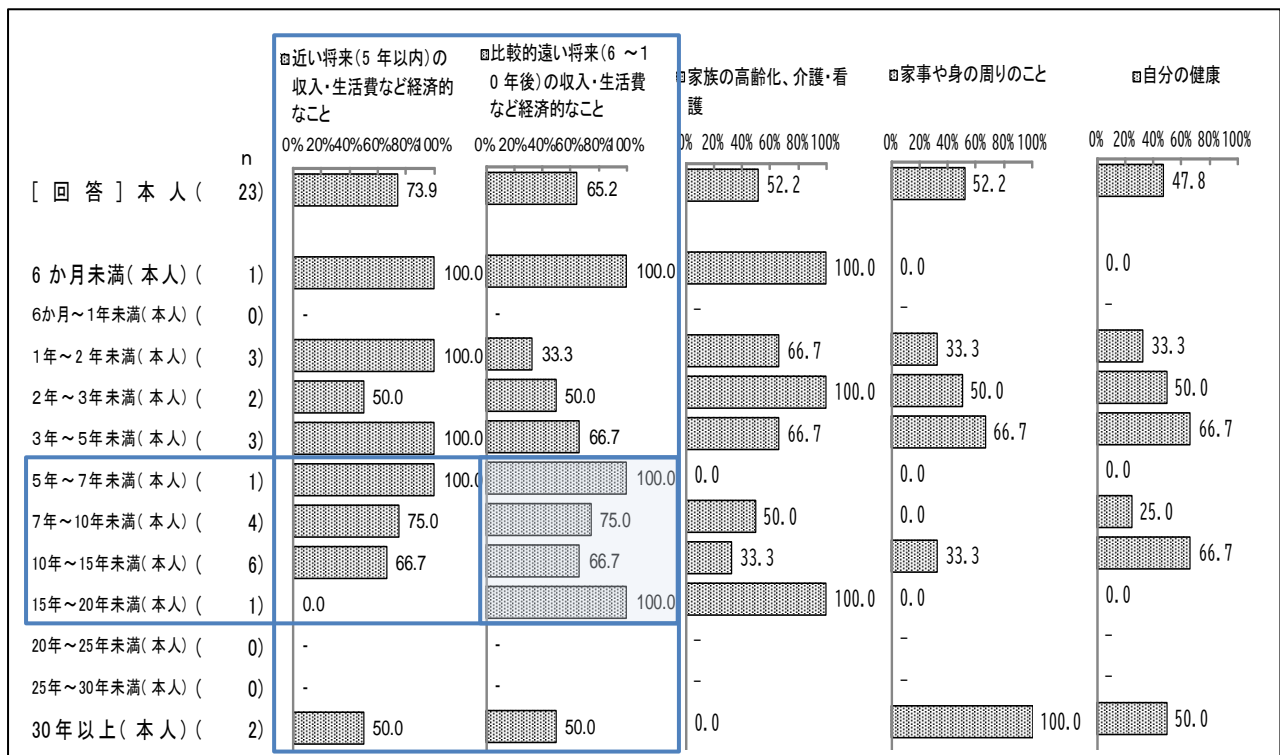 近い将来(5 年以内)の
収入・生活費など経済的
なこと
比較的遠い将来(6 ～1
0 年後)の収入・生活費
など経済的なこと
家族の高齢化、介護・看
護
家事や身の周りのこと
自分の健康
0% 20% 40% 60% 80% 100%
0% 20% 40% 60% 80% 100%
0% 20% 40% 60% 80% 100%
0% 20% 40% 60% 80% 100%
0% 20% 40% 60% 80% 100%
n
[ 回 答 ] 本 人 ( 23) 73.9 65.2 52.2 52.2 47.8
6 か月未満( 本人) ( 1) 100.0 100.0 100.0 0.0 0.0
6か月～1年未満(本人) ( 0) - - - - -
1年～2 年未満( 本人) ( 3) 100.0 33.3 66.7 33.3 33.3
2年～3年未満( 本人) ( 2) 50.0 50.0 100.0 50.0 50.0
3年～5年未満( 本人) ( 3) 100.0 66.7 66.7 66.7 66.7
5年～7年未満( 本人) ( 1) 100.0 100.0 0.0 0.0 0.0
7年～10年未満( 本人) ( 4) 75.0 75.0 50.0 0.0 25.0
10年～15年未満( 本人) ( 6) 66.7 66.7 33.3 33.3 66.7
15年～20年未満( 本人) ( 1) 0.0 100.0 100.0 0.0 0.0
20年～25年未満( 本人) ( 0) - - - - -
25年～30年未満( 本人) ( 0) - - - - -
30年以上( 本人) ( 2) 50.0 50.0 0.0 100.0 50.0